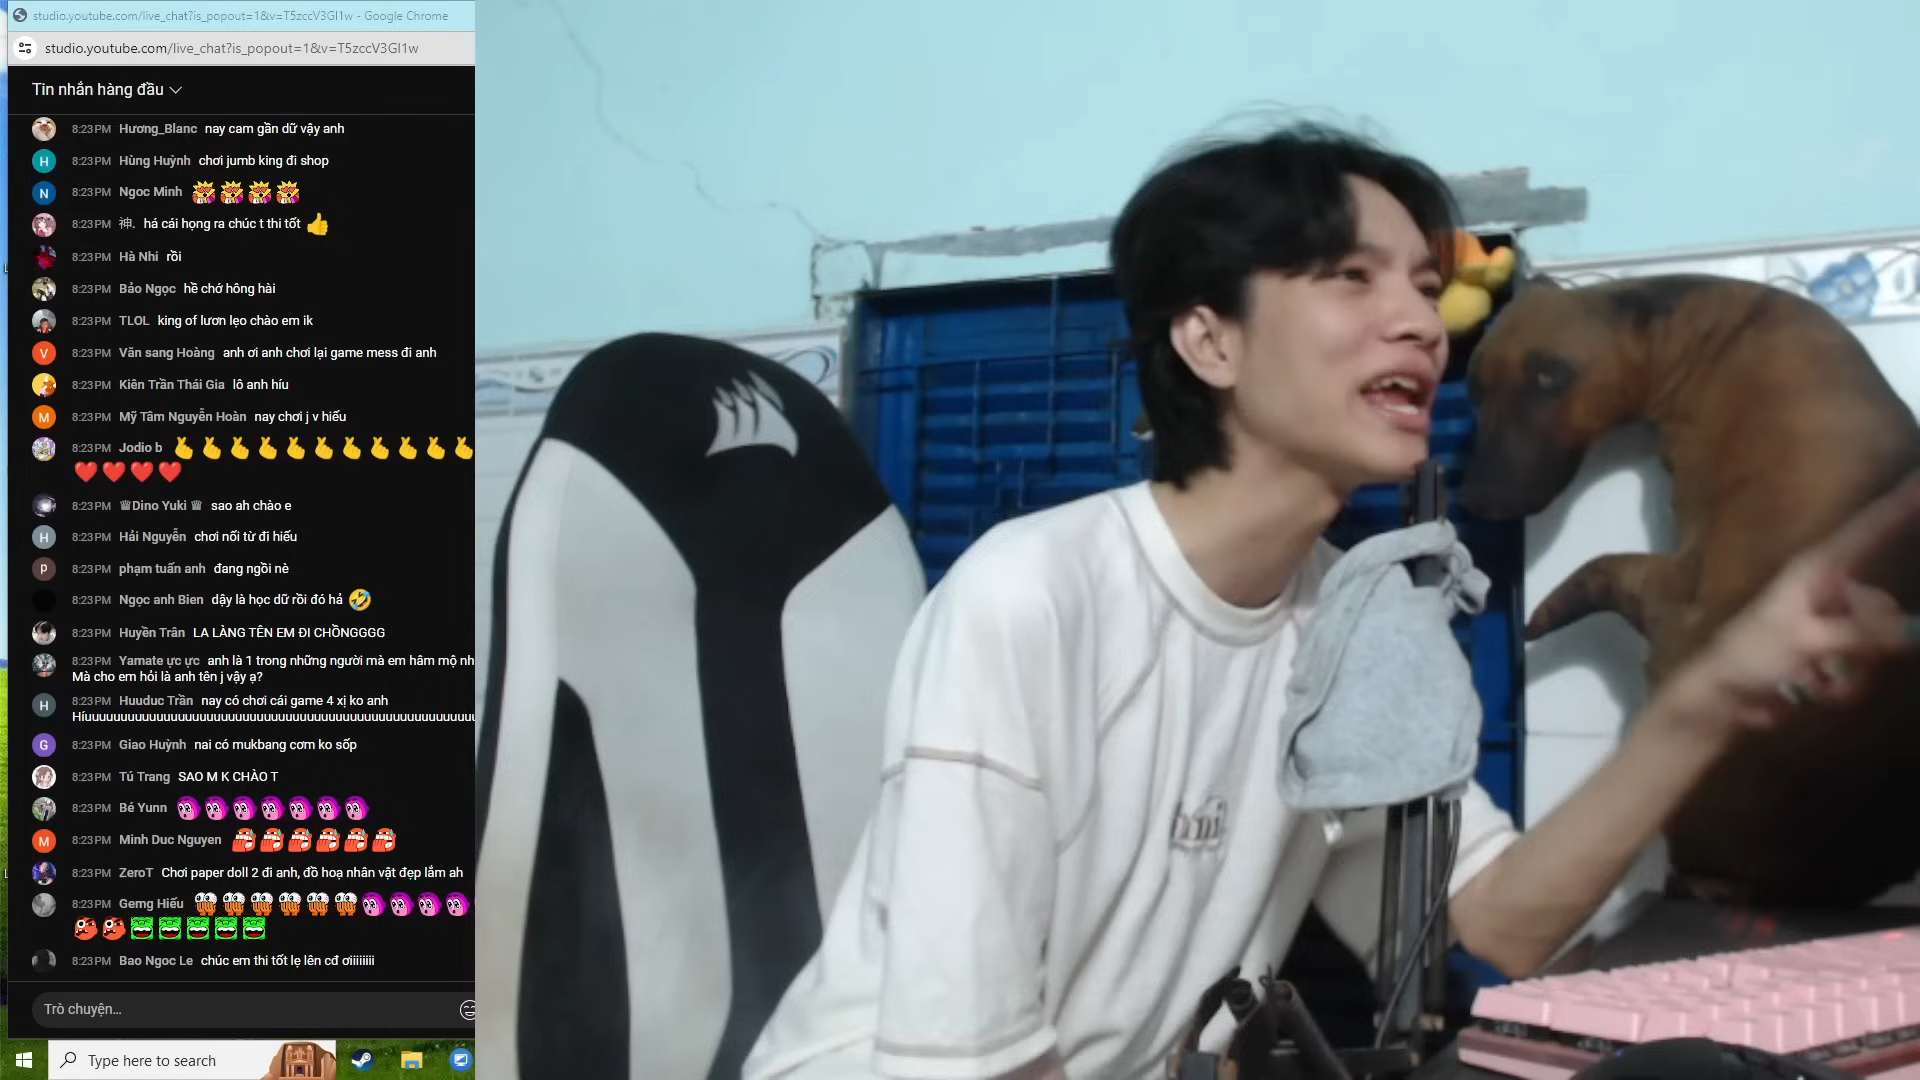 studio.youtube.com/live_chat?is_popout=1&v=T5zccV3GI1w - Google Chrome
studio.youtube.com/live_chat?is_popout=1&v=T5zccV3GI1w
Tin nhắn hàng đầu
8:23 PM Hương_Blanc nay cam gần dữ vậy anh
8:23 PM Hùng Huỳnh chơi jumb king đi shop
8:23 PM Ngoc Minh
8:23 PM 神. há cái họng ra chúc t thi tốt 👍
8:23 PM Hà Nhi rồi
8:23 PM Bảo Ngọc hề chớ hông hài
8:23 PM TLOL king of lươn lẹo chào em ik
8:23 PM Văn sang Hoàng anh ơi anh chơi lại game mess đi anh
8:23 PM Kiên Trần Thái Gia lô anh híu
8:23 PM Mỹ Tâm Nguyễn Hoàn nay chơi j v hiếu
8:23 PM Jodio b
8:23 PM ♕Dino Yuki ♕ sao ah chào e
8:23 PM Hải Nguyễn chơi nối từ đi hiếu
8:23 PM phạm tuấn anh đang ngồi nè
8:23 PM Ngọc anh Bien dậy là học dữ rồi đó hả 🤣
8:23 PM Huyền Trân LA LÀNG TÊN EM ĐI CHỒNGGGG
8:23 PM Yamate ực ực anh là 1 trong những người mà em hâm mộ nh
Mà cho em hỏi là anh tên j vậy ạ?
8:23 PM Huuduc Trần nay có chơi cái game 4 xị ko anh
Híuuuuuuuuuuuuuuuuuuuuuuuuuuuuuuuuuuuuuuuuuuuuuuuuuuuuuu
8:23 PM Giao Huỳnh nai có mukbang cơm ko sốp
8:23 PM Tú Trang SAO M K CHÀO T
8:23 PM Bé Yunn
8:23 PM Minh Duc Nguyen
8:23 PM ZeroT Chơi paper doll 2 đi anh, đồ hoạ nhân vật đẹp lắm ah
8:23 PM Gemg Hiếu
8:23 PM Bao Ngoc Le chúc em thi tốt lẹ lên cđ ơiiiiiiii
Trò chuyện...
Type here to search
H
N
V
M
H
P
H
G
M